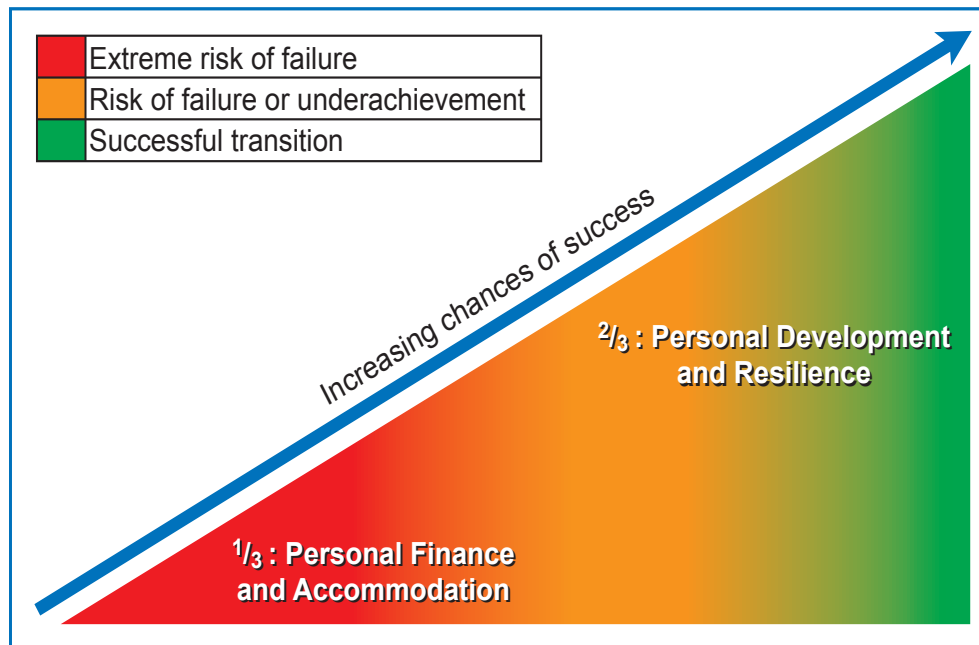 Extreme risk of failure
Risk of failure or underachievement
Successful transition
Increasing chances of success
2/3 : Personal Development
and Resilience
1/3 : Personal Finance
and Accommodation